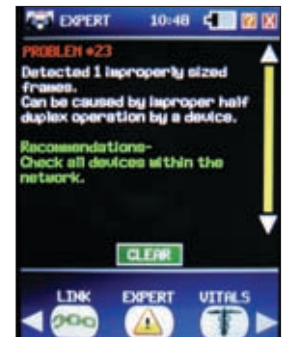 EXPERT 10:48 ? X
PROBLEM #23
Detected 1 improperly sized
frames.
Can be caused by improper half
duplex operation by a device.
Recommendations-
Check all devices within the
network.
CLEAR
LINK EXPERT VITALS